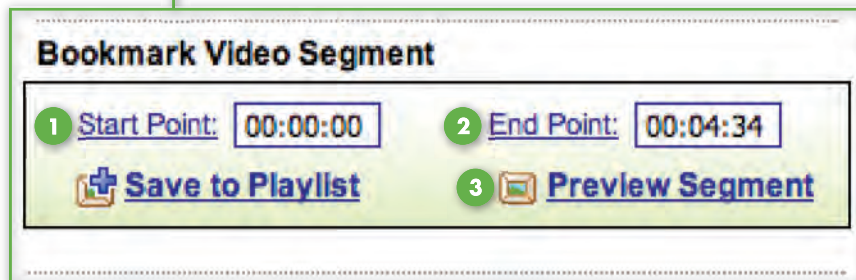 Bookmark Video Segment
1 Start Point: 00:00:00 2 End Point: 00:04:34
Save to Playlist 3 Preview Segment